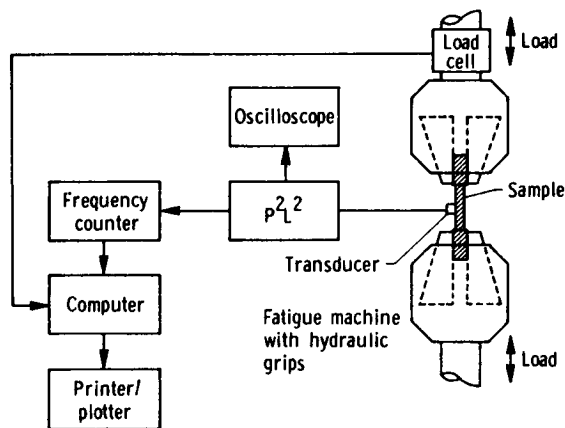 Load
cell
Load
Oscilloscope
Frequency
counter
P²L²
Sample
Transducer
Computer
Fatigue machine
with hydraulic
grips
Load
Printer/
plotter